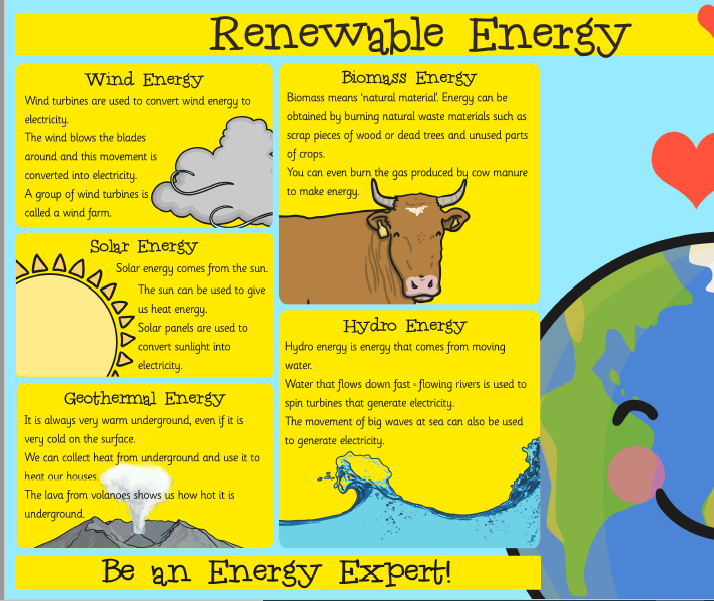 Renewable Energy
Wind Energy
Wind turbines are used to convert wind energy to
electricity.
The wind blows the blades
around and this movement is
converted into electricity.
A group of wind turbines is
called a wind farm.
Solar Energy
Solar energy comes from the sun.
The sun can be used to give
us heat energy.
Solar panels are used to
convert sunlight into
electricity.
Geothermal Energy
It is always very warm underground, even if it is
very cold on the surface.
We can collect heat from underground and use it to
heat our houses.
The lava from volanoes shows us how hot it is
underground.
Biomass Energy
Biomass means ‘natural material’. Energy can be
obtained by burning natural waste materials such as
scrap pieces of wood or dead trees and unused parts
of crops.
You can even burn the gas produced by cow manure
to make energy.
Hydro Energy
Hydro energy is energy that comes from moving
water.
Water that flows down fast-flowing rivers is used to
spin turbines that generate electricity.
The movement of big waves at sea can also be used
to generate electricity.
Be an Energy Expert!